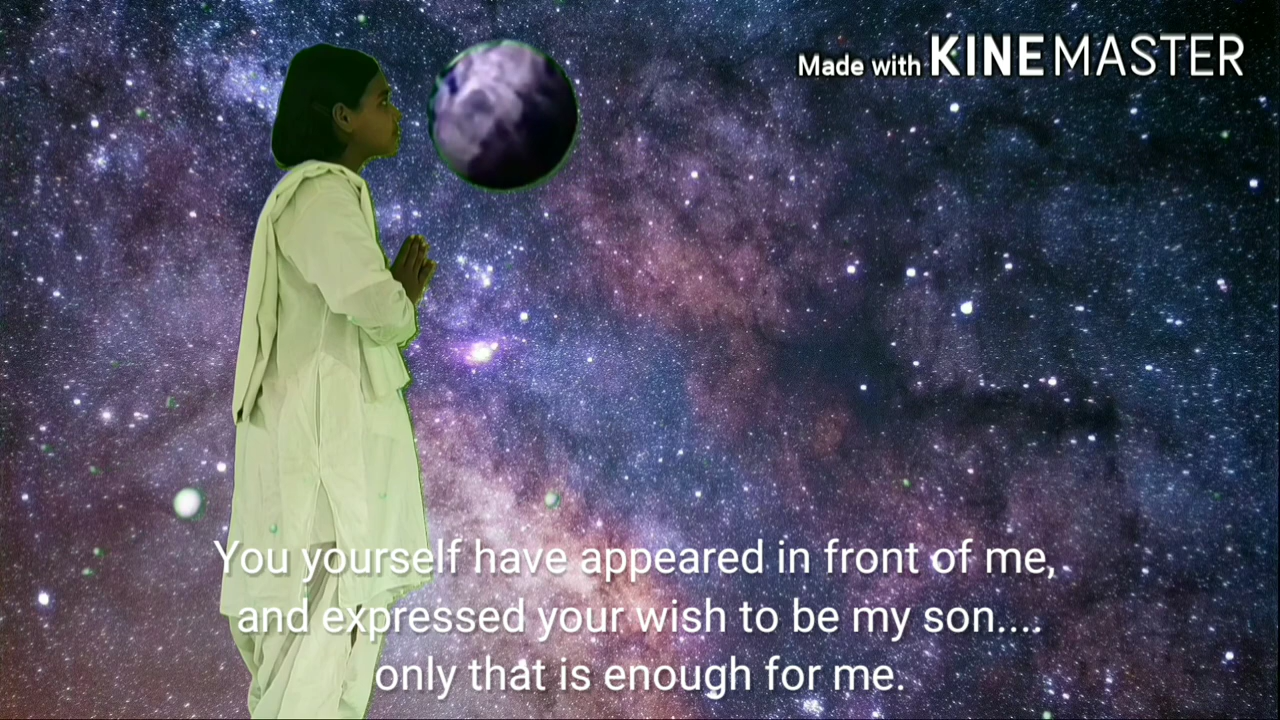 Made with KINEMASTER
You yourself have appeared in front of me,
and expressed your wish to be my son....
only that is enough for me.